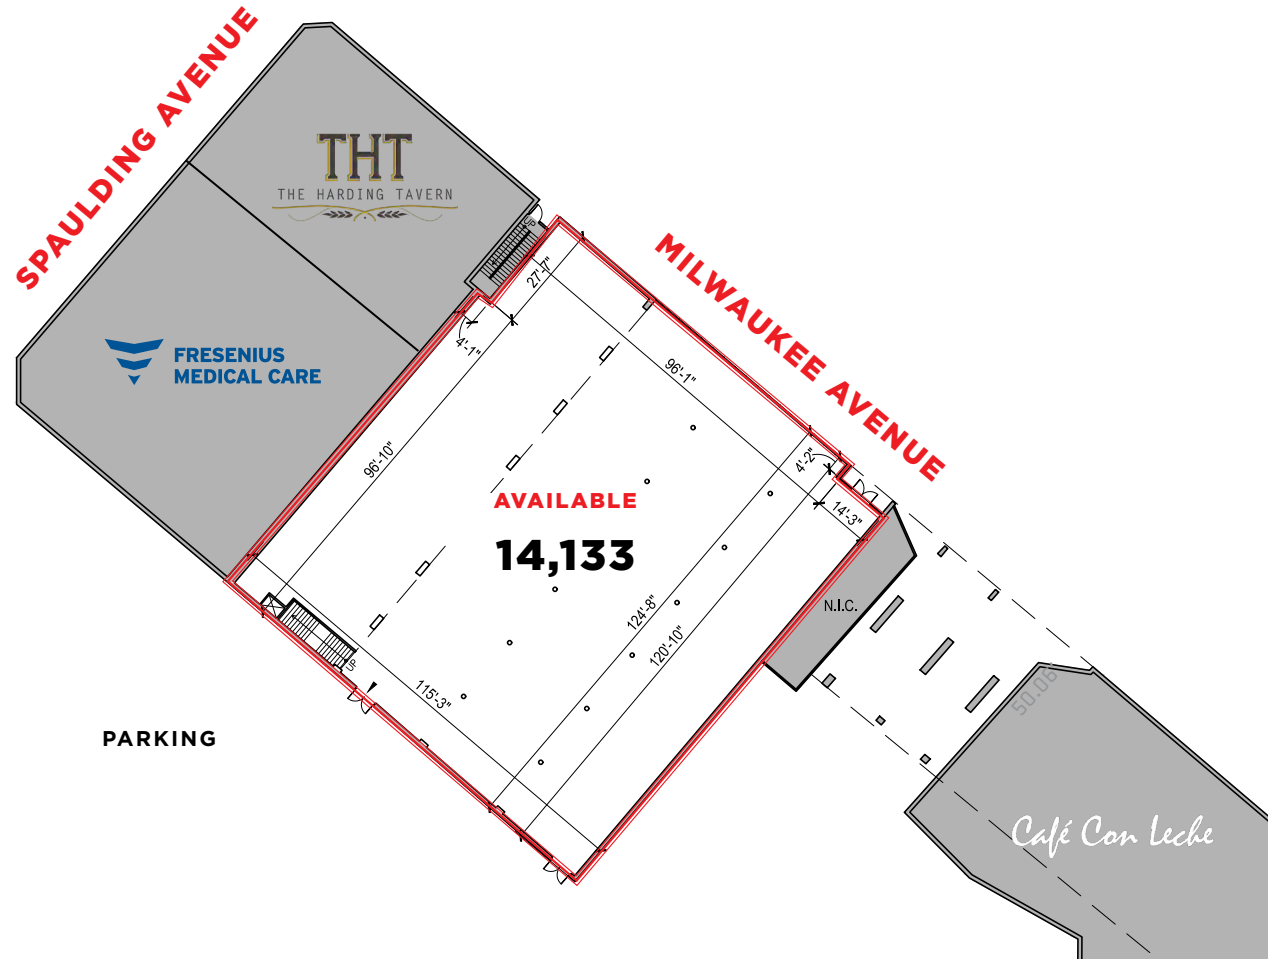 SPAULDING AVENUE
THT
THE HARDING TAVERN
UP
27'-7"
MILWAUKEE AVENUE
4'-1"
FRESENIUS
MEDICAL CARE
96'-1"
96'-10"
4'-2"
AVAILABLE
14'-3"
14,133
N.I.C.
124'-8"
120'-10"
UP
115'-3"
50.06
PARKING
Café Con Leche